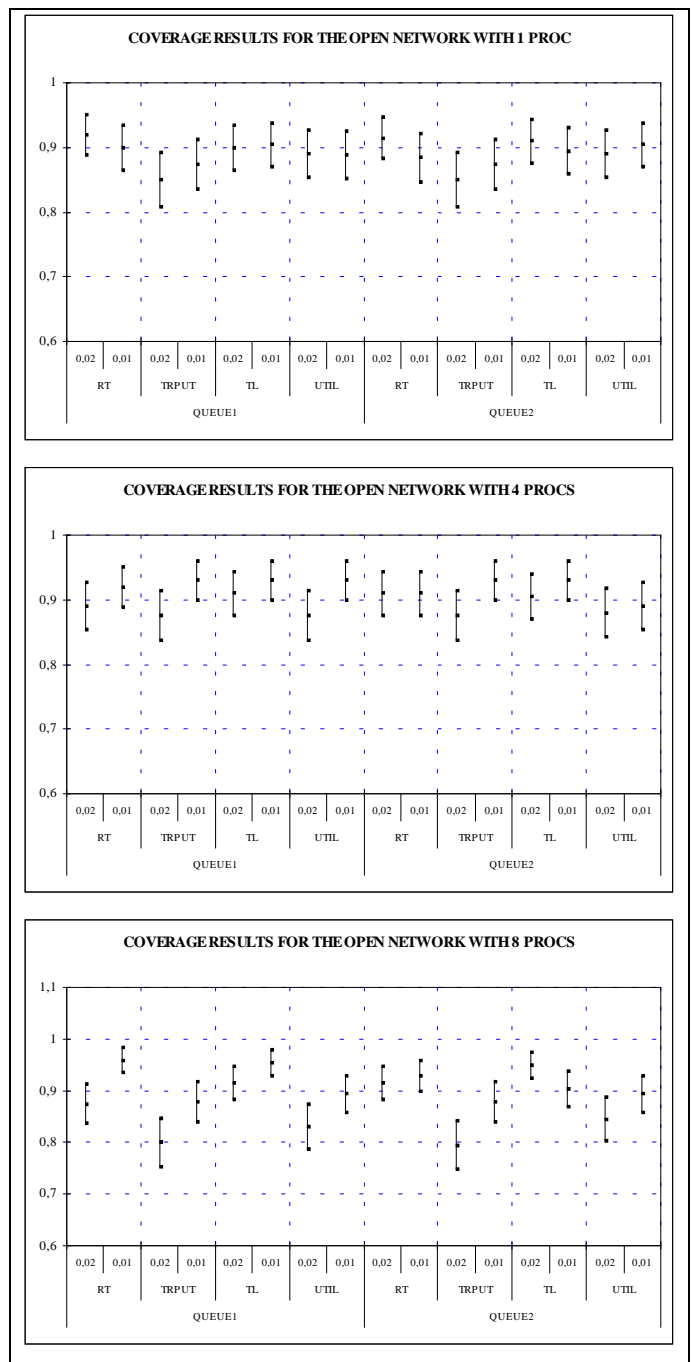 COVERAGE RESULTS FOR THE OPEN NETWORK WITH 1 PROC
1
0,9
0,8
0,7
0,6
0,02 0,01 0,02 0,01 0,02 0,01 0,02 0,01 0,02 0,01 0,02 0,01 0,02 0,01 0,02 0,01
RT TRPUT TL UTIL RT TRPUT TL UTIL
QUEUE1 QUEUE2
COVERAGE RESULTS FOR THE OPEN NETWORK WITH 4 PROCS
1
0,9
0,8
0,7
0,6
0,02 0,01 0,02 0,01 0,02 0,01 0,02 0,01 0,02 0,01 0,02 0,01 0,02 0,01 0,02 0,01
RT TRPUT TL UTIL RT TRPUT TL UTIL
QUEUE1 QUEUE2
COVERAGE RESULTS FOR THE OPEN NETWORK WITH 8 PROCS
1,1
1
0,9
0,8
0,7
0,6
0,02 0,01 0,02 0,01 0,02 0,01 0,02 0,01 0,02 0,01 0,02 0,01 0,02 0,01 0,02 0,01
RT TRPUT TL UTIL RT TRPUT TL UTIL
QUEUE1 QUEUE2